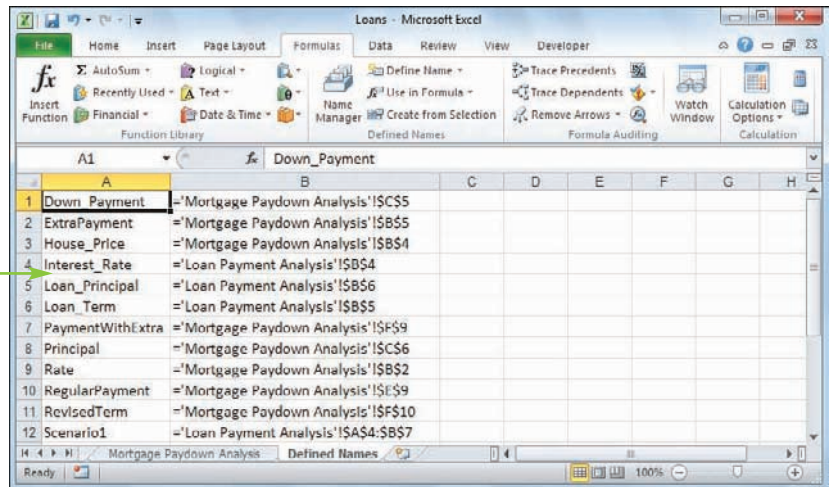 Loans - Microsoft Excel
File Home Insert Page Layout Formulas Data Review View Developer
Insert Function
Σ AutoSum
Recently Used
Financial
Logical
Text
Date & Time
Function Library
Name Manager
Define Name
Use in Formula
Create from Selection
Defined Names
Trace Precedents
Trace Dependents
Remove Arrows
Formula Auditing
Watch Window
Calculation Options
Calculation
A1 fx Down_Payment
A B C D E F G H
1 Down_Payment ='Mortgage Paydown Analysis'!$C$5
2 ExtraPayment ='Mortgage Paydown Analysis'!$B$5
3 House_Price ='Mortgage Paydown Analysis'!$B$4
4 Interest_Rate ='Loan Payment Analysis'!$B$4
5 Loan_Principal ='Loan Payment Analysis'!$B$6
6 Loan_Term ='Loan Payment Analysis'!$B$5
7 PaymentWithExtra ='Mortgage Paydown Analysis'!$F$9
8 Principal ='Mortgage Paydown Analysis'!$C$6
9 Rate ='Mortgage Paydown Analysis'!$B$2
10 RegularPayment ='Mortgage Paydown Analysis'!$E$9
11 RevisedTerm ='Mortgage Paydown Analysis'!$F$10
12 Scenario1 ='Loan Payment Analysis'!$A$4:$B$7
Mortgage Paydown Analysis Defined Names
Ready 100%